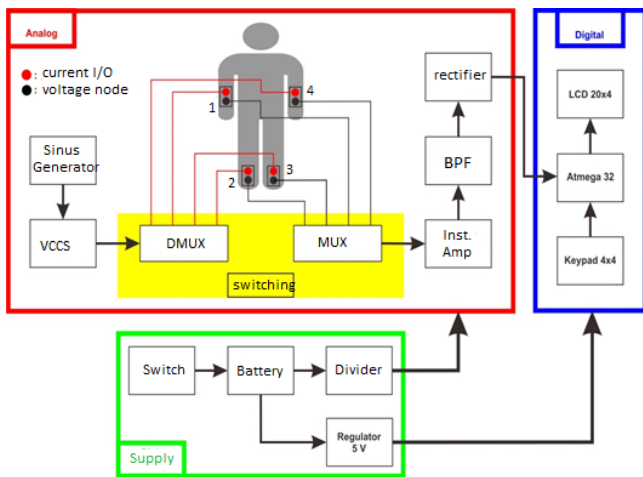 Analog
: current I/O
: voltage node
Sinus
Generator
VCCS
DMUX
MUX
switching
1
2
3
4
Inst.
Amp
BPF
rectifier
Digital
LCD 20x4
Atmega 32
Keypad 4x4
Switch
Battery
Divider
Regulator
5 V
Supply